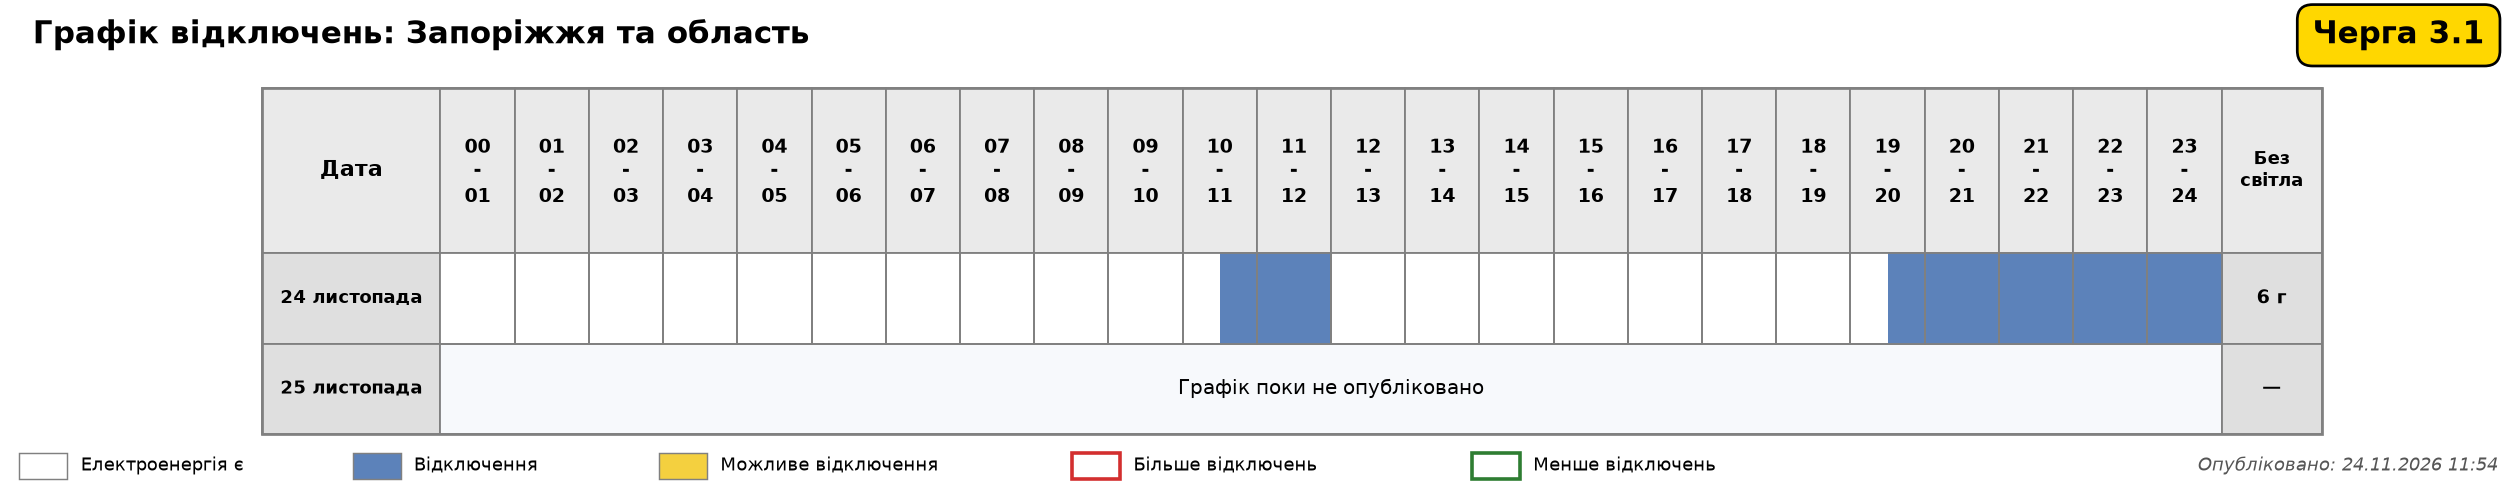 Графік відключень: Запоріжжя та область
Черга 3.1
Дата
00 - 01
01 - 02
02 - 03
03 - 04
04 - 05
05 - 06
06 - 07
07 - 08
08 - 09
09 - 10
10 - 11
11 - 12
12 - 13
13 - 14
14 - 15
15 - 16
16 - 17
17 - 18
18 - 19
19 - 20
20 - 21
21 - 22
22 - 23
23 - 24
Без
світла
24 листопада
6 г
25 листопада
Графік поки не опубліковано
—
Електроенергія є
Відключення
Можливе відключення
Більше відключень
Менше відключень
Опубліковано: 24.11.2026 11:54